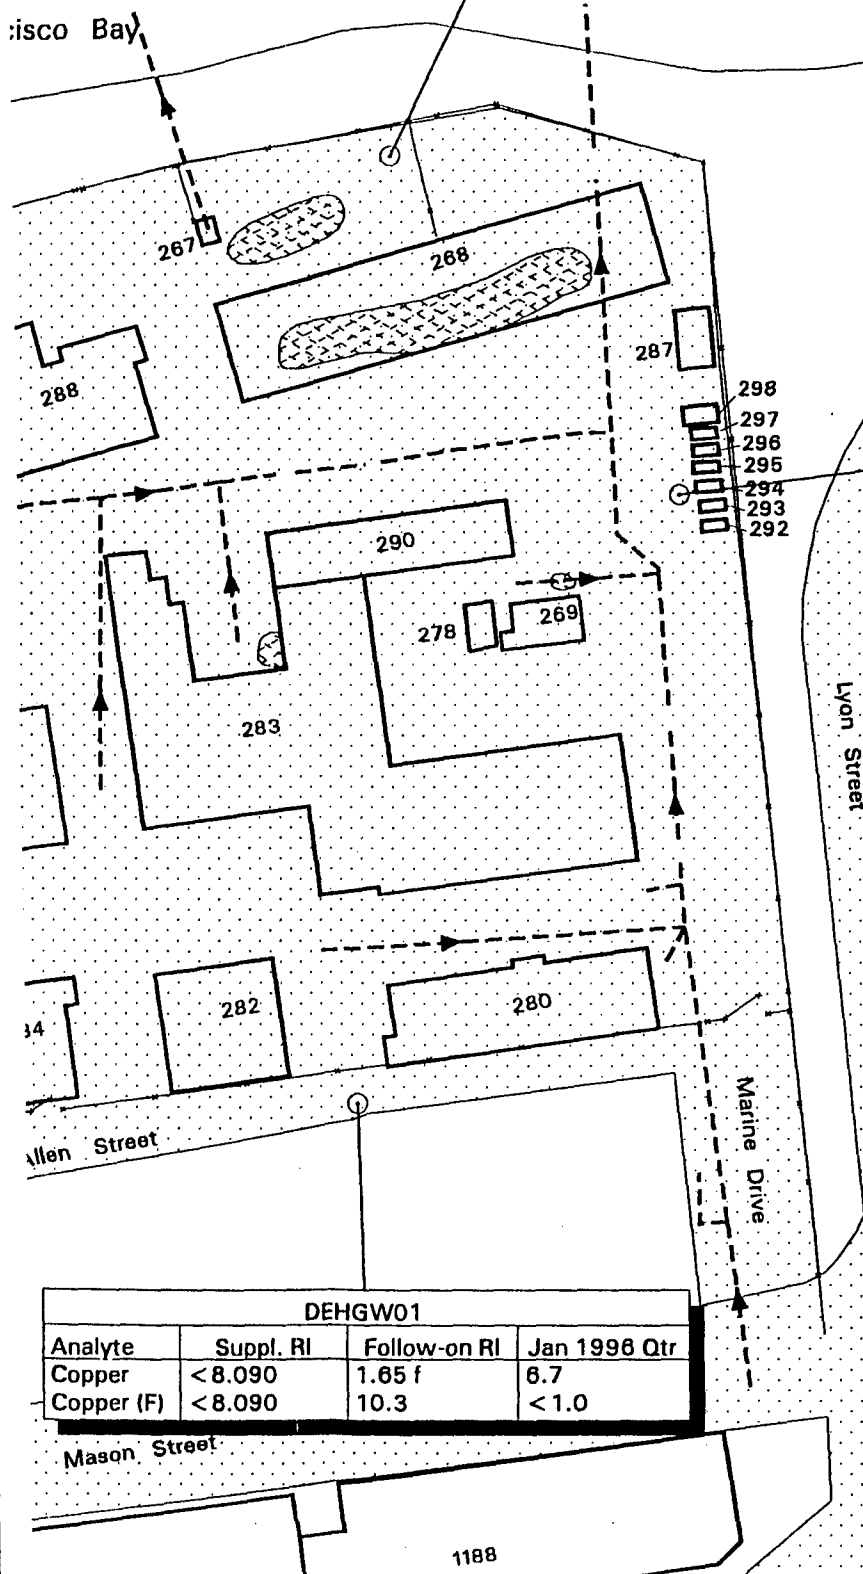 cisco Bay
267
268
287
288
298
297
296
295
294
293
292
290
278
269
283
Lyon Street
282
280
84
Allen Street
Marine Drive
DEHGW01
Analyte Suppl. RI Follow-on RI Jan 1996 Qtr
Copper <8.090 1.65 f 6.7
Copper (F) <8.090 10.3 <1.0
Mason Street
1188